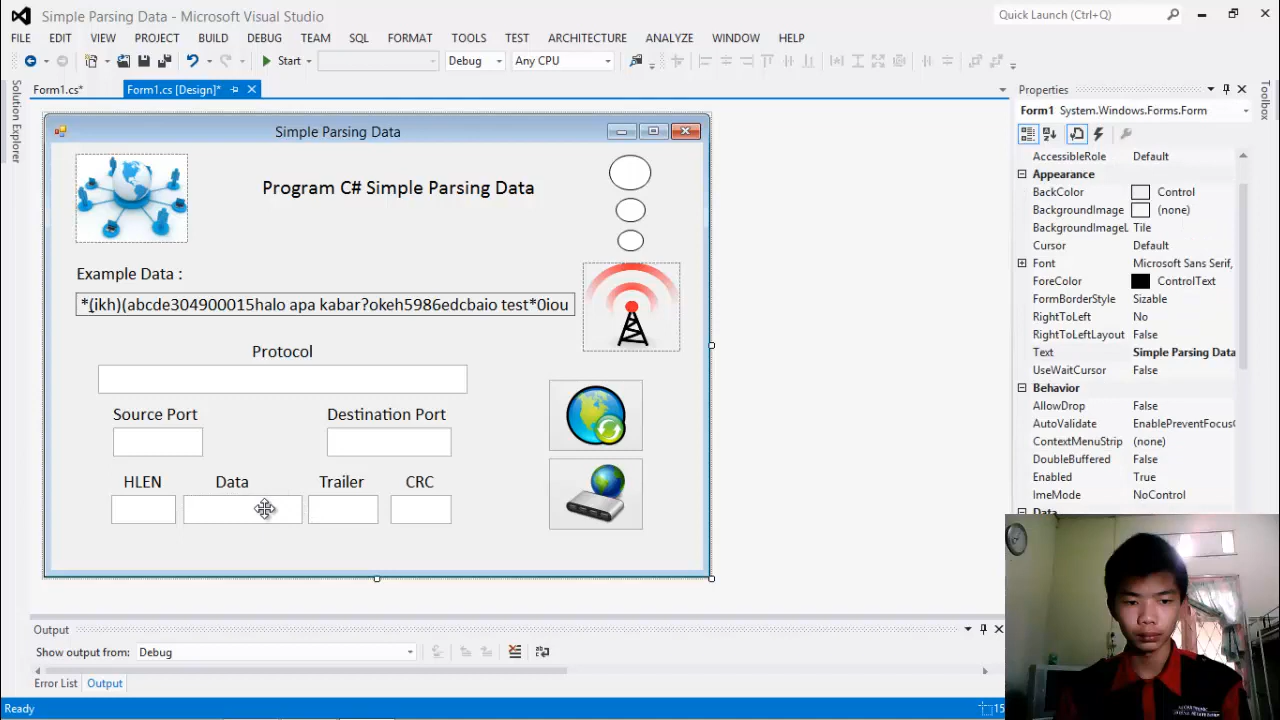 Simple Parsing Data - Microsoft Visual Studio
Quick Launch (Ctrl+Q)
FILE EDIT VIEW PROJECT BUILD DEBUG TEAM SQL FORMAT TOOLS TEST ARCHITECTURE ANALYZE WINDOW HELP
Start Debug Any CPU
Form1.cs* Form1.cs [Design]*
Solution Explorer
Toolbox
Simple Parsing Data
Program C# Simple Parsing Data
Example Data :
*(ikh)(abcde304900015halo apa kabar?okeh5986edcbaio test*0iou
Protocol
Source Port Destination Port
HLEN Data Trailer CRC
Properties
Form1 System.Windows.Forms.Form
AccessibleRole Default
Appearance
BackColor Control
BackgroundImage (none)
BackgroundImageL Tile
Cursor Default
Font Microsoft Sans Serif,
ForeColor ControlText
FormBorderStyle Sizable
RightToLeft No
RightToLeftLayout False
Text Simple Parsing Data
UseWaitCursor False
Behavior
AllowDrop False
AutoValidate EnablePreventFocusC
ContextMenuStrip (none)
DoubleBuffered False
Enabled True
ImeMode NoControl
Data
Output
Show output from: Debug
Error List Output
Ready 15